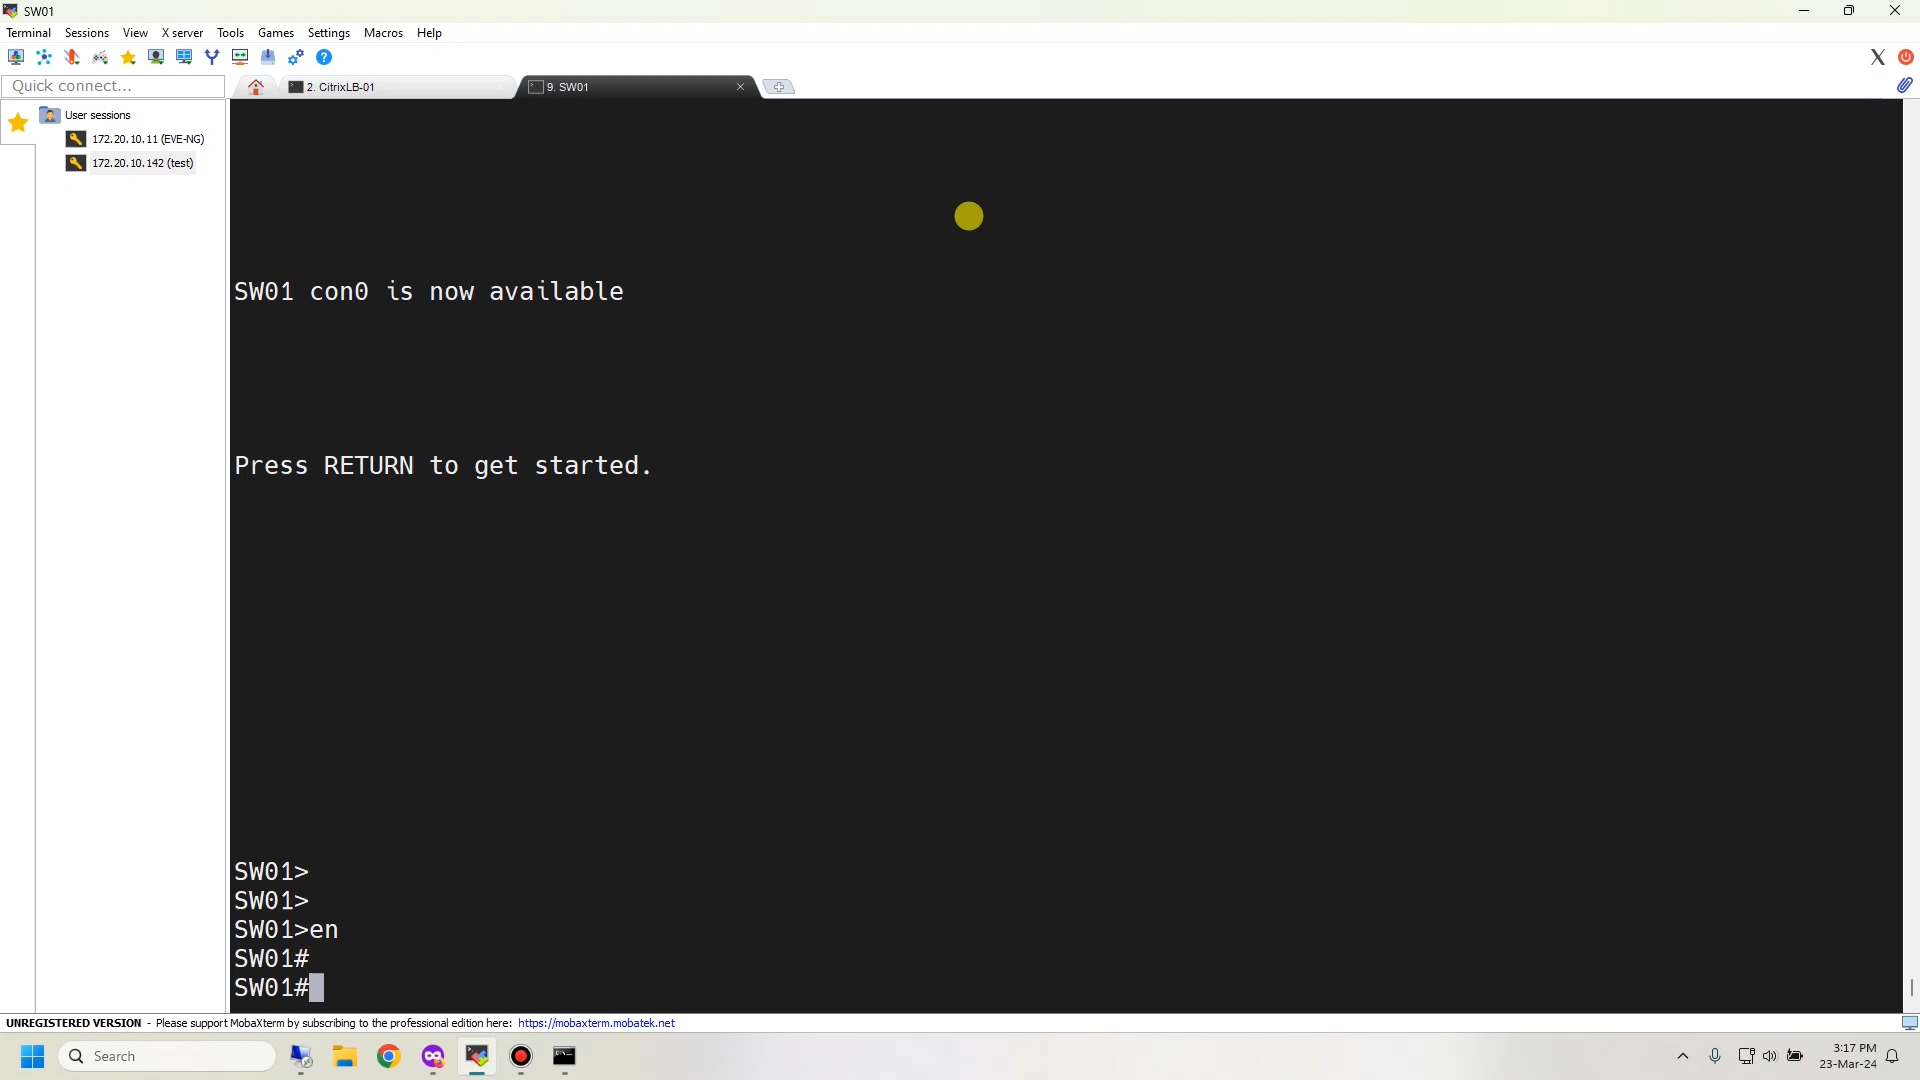 SW01
Terminal Sessions View X server Tools Games Settings Macros Help
Quick connect...
2. CitrixLB-01
9. SW01
User sessions
172.20.10.11 (EVE-NG)
172.20.10.142 (test)
SW01 con0 is now available
Press RETURN to get started.
SW01>
SW01>
SW01>en
SW01#
SW01#
UNREGISTERED VERSION - Please support MobaXterm by subscribing to the professional edition here: https://mobaxterm.mobatek.net
Search
3:17 PM
23-Mar-24